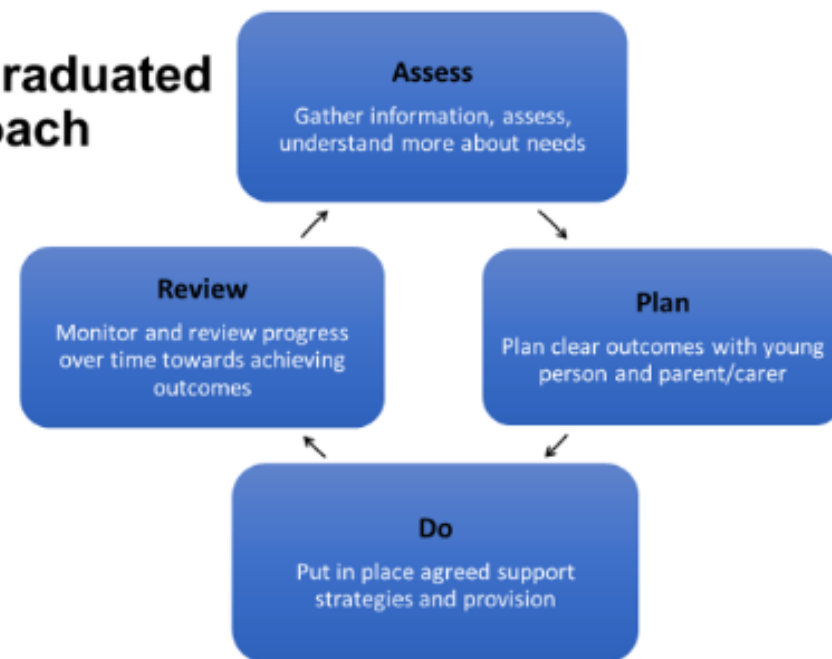 raduated
oach
Assess
Gather information, assess,
understand more about needs
Review
Monitor and review progress
over time towards achieving
outcomes
Plan
Plan clear outcomes with young
person and parent/carer
Do
Put in place agreed support
strategies and provision